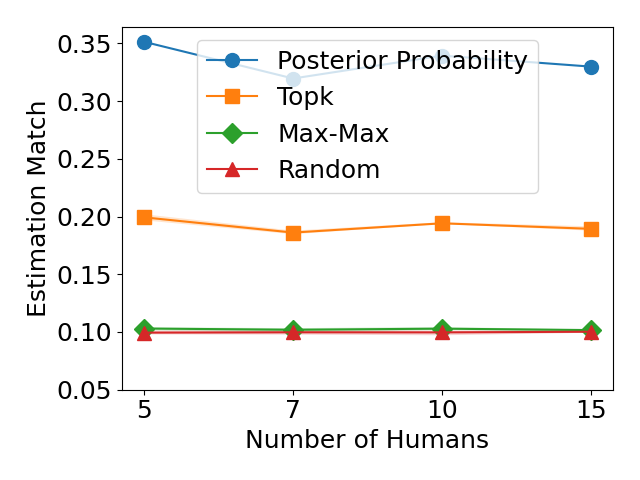 0.35
0.30
0.25
0.20
0.15
0.10
0.05
Estimation Match
Posterior Probability
Topk
Max-Max
Random
5 7 10 15
Number of Humans